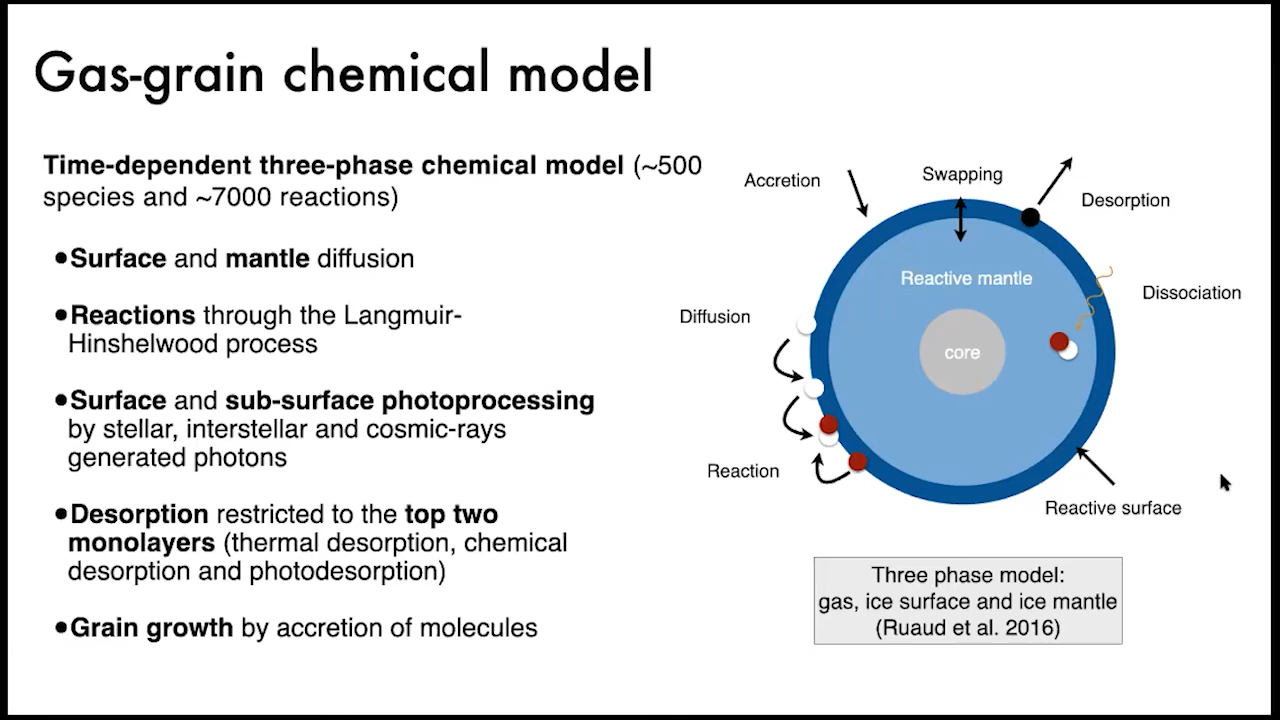 Gas-grain chemical model
Time-dependent three-phase chemical model (~500
species and ~7000 reactions)
•Surface and mantle diffusion
•Reactions through the Langmuir-
Hinshelwood process
•Surface and sub-surface photoprocessing
by stellar, interstellar and cosmic-rays
generated photons
•Desorption restricted to the top two
monolayers (thermal desorption, chemical
desorption and photodesorption)
•Grain growth by accretion of molecules
Accretion
Swapping
Desorption
Reactive mantle
Dissociation
Diffusion
core
Reaction
Reactive surface
Three phase model:
gas, ice surface and ice mantle
(Ruaud et al. 2016)